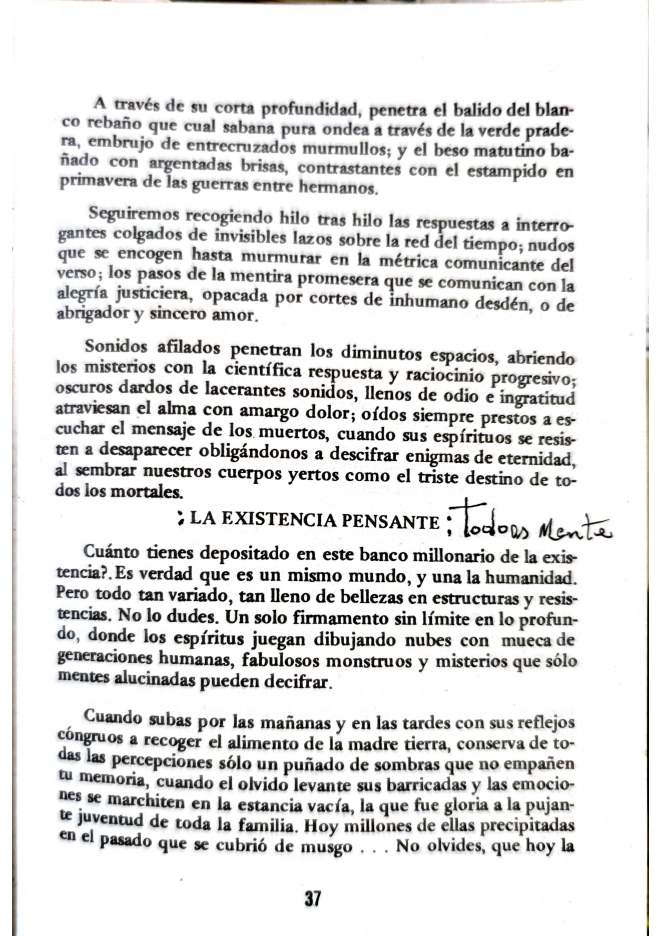 A través de su corta profundidad, penetra el balido del blan-
co rebaño que cual sabana pura ondea a través de la verde prade-
ra, embrujo de entrecruzados murmullos; y el beso matutino ba-
ñado con argentadas brisas, contrastantes con el estampido en
primavera de las guerras entre hermanos.
Seguiremos recogiendo hilo tras hilo las respuestas a interro-
gantes colgados de invisibles lazos sobre la red del tiempo; nudos
que se encogen hasta murmurar en la métrica comunicante del
verso; los pasos de la mentira promesera que se comunican con la
alegría justiciera, opacada por cortes de inhumano desdén, o de
abrigador y sincero amor.
Sonidos afilados penetran los diminutos espacios, abriendo
los misterios con la científica respuesta y raciocinio progresivo;
oscuros dardos de lacerantes sonidos, llenos de odio e ingratitud
atraviesan el alma con amargo dolor; oídos siempre prestos a es-
cuchar el mensaje de los muertos, cuando sus espírituos se resis-
ten a desaparecer obligándonos a descifrar enigmas de eternidad,
al sembrar nuestros cuerpos yertos como el triste destino de to-
dos los mortales.
; LA EXISTENCIA PENSANTE ; Todoes Mente
Cuánto tienes depositado en este banco millonario de la exis-
tencia?. Es verdad que es un mismo mundo, y una la humanidad.
Pero todo tan variado, tan lleno de bellezas en estructuras y resis-
tencias. No lo dudes. Un solo firmamento sin límite en lo profun-
do, donde los espíritus juegan dibujando nubes con mueca de
generaciones humanas, fabulosos monstruos y misterios que sólo
mentes alucinadas pueden decifrar.
Cuando subas por las mañanas y en las tardes con sus reflejos
cóngruos a recoger el alimento de la madre tierra, conserva de to-
das las percepciones sólo un puñado de sombras que no empañen
tu memoria, cuando el olvido levante sus barricadas y las emocio-
nes se marchiten en la estancia vacía, la que fue gloria a la pujan-
te juventud de toda la familia. Hoy millones de ellas precipitadas
en el pasado que se cubrió de musgo . . . No olvides, que hoy la
37